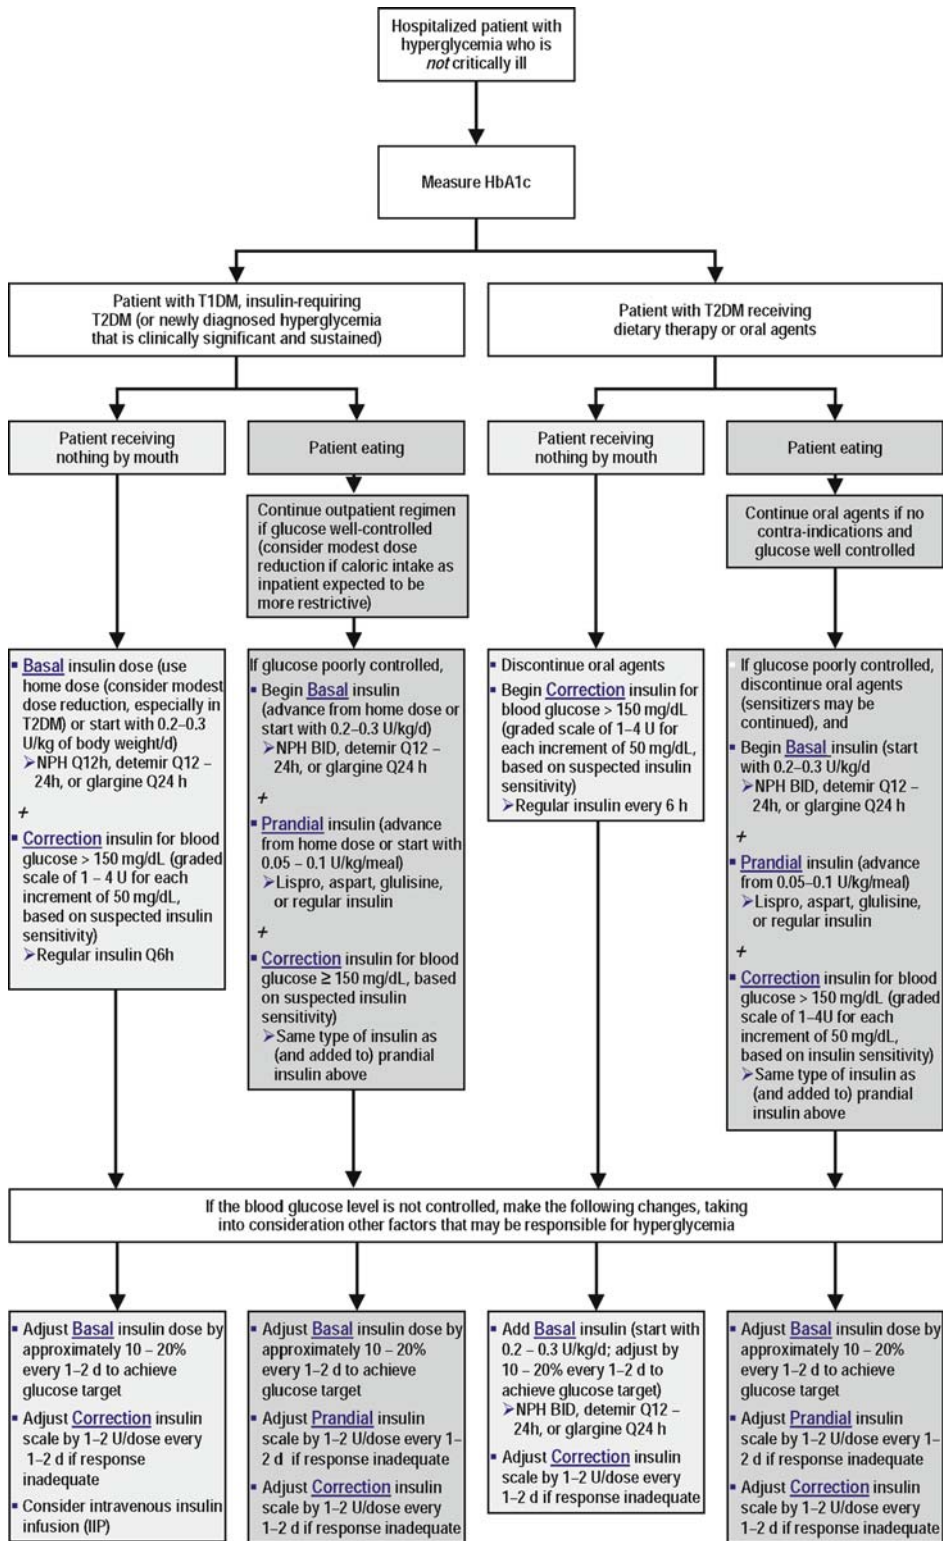 Hospitalized patient with
hyperglycemia who is
not critically ill
Measure HbA1c
Patient with T1DM, insulin-requiring
T2DM (or newly diagnosed hyperglycemia
that is clinically significant and sustained)
Patient with T2DM receiving
dietary therapy or oral agents
Patient receiving
nothing by mouth
Patient eating
Patient receiving
nothing by mouth
Patient eating
Continue outpatient regimen
if glucose well-controlled
(consider modest dose
reduction if caloric intake as
inpatient expected to be
more restrictive)
Continue oral agents if no
contra-indications and
glucose well controlled
▪ Basal insulin dose (use
home dose (consider modest
dose reduction, especially in
T2DM) or start with 0.2–0.3
U/kg of body weight/d)
➢NPH Q12h, detemir Q12 –
24h, or glargine Q24 h
+
▪ Correction insulin for blood
glucose > 150 mg/dL (graded
scale of 1 – 4 U for each
increment of 50 mg/dL,
based on suspected insulin
sensitivity)
➢Regular insulin Q6h
If glucose poorly controlled,
▪ Begin Basal insulin
(advance from home dose or
start with 0.2–0.3 U/kg/d)
➢NPH BID, detemir Q12 –
24h, or glargine Q24 h
+
▪ Prandial insulin (advance
from home dose or start with
0.05 – 0.1 U/kg/meal)
➢Lispro, aspart, glulisine,
or regular insulin
+
▪ Correction insulin for blood
glucose ≥ 150 mg/dL, based
on suspected insulin
sensitivity)
➢Same type of insulin as
(and added to) prandial
insulin above
▪ Discontinue oral agents
▪ Begin Correction insulin for
blood glucose > 150 mg/dL
(graded scale of 1–4 U for
each increment of 50 mg/dL,
based on suspected insulin
sensitivity)
➢Regular insulin every 6 h
▪ If glucose poorly controlled,
discontinue oral agents
(sensitizers may be
continued), and
▪ Begin Basal insulin (start
with 0.2–0.3 U/kg/d
➢NPH BID, detemir Q12 –
24h, or glargine Q24 h
+
▪ Prandial insulin (advance
from 0.05–0.1 U/kg/meal)
➢Lispro, aspart, glulisine,
or regular insulin
+
▪ Correction insulin for blood
glucose > 150 mg/dL (graded
scale of 1–4U for each
increment of 50 mg/dL,
based on insulin sensitivity)
➢Same type of insulin as
(and added to) prandial
insulin above
If the blood glucose level is not controlled, make the following changes, taking
into consideration other factors that may be responsible for hyperglycemia
▪ Adjust Basal insulin dose by
approximately 10 – 20%
every 1–2 d to achieve
glucose target
▪ Adjust Correction insulin
scale by 1–2 U/dose every
1–2 d if response
inadequate
▪ Consider intravenous insulin
infusion (IIP)
▪ Adjust Basal insulin dose by
approximately 10 – 20%
every 1–2 d to achieve
glucose target
▪ Adjust Prandial insulin
scale by 1–2 U/dose every 1–
2 d if response inadequate
▪ Adjust Correction insulin
scale by 1–2 U/dose every
1–2 d if response inadequate
▪ Add Basal insulin (start with
0.2 – 0.3 U/kg/d; adjust by
10 – 20% every 1–2 d to
achieve glucose target)
➢NPH BID, detemir Q12 –
24h, or glargine Q24 h
▪ Adjust Correction insulin
scale by 1–2 U/dose every
1–2 d if response inadequate
▪ Adjust Basal insulin dose by
approximately 10 – 20%
every 1–2 d to achieve
glucose target
▪ Adjust Prandial insulin
scale by 1–2 U/dose every 1–
2 d if response inadequate
▪ Adjust Correction insulin
scale by 1–2 U/dose every
1–2 d if response inadequate